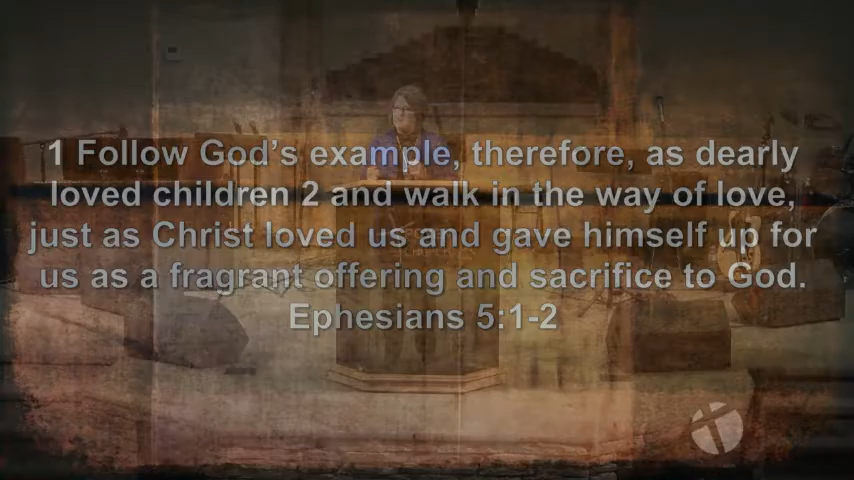 1 Follow God's example, therefore, as dearly
loved children 2 and walk in the way of love,
just as Christ loved us and gave himself up for
us as a fragrant offering and sacrifice to God.
Ephesians 5:1-2
CHURCH